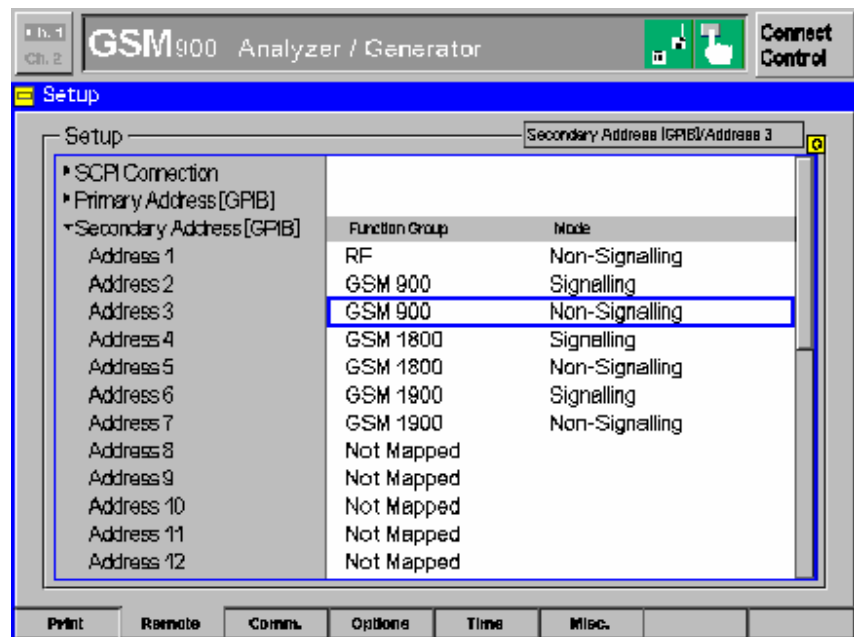 Ch. 1
Ch. 2
GSM900 Analyzer / Generator
Connect
Control
Setup
Setup
Secondary Address [GPIB]/Address 3
SCPI Connection
Primary Address [GPIB]
Secondary Address [GPIB] Function Group Mode
Address 1 RF Non-Signalling
Address 2 GSM 900 Signalling
Address 3 GSM 900 Non-Signalling
Address 4 GSM 1800 Signalling
Address 5 GSM 1800 Non-Signalling
Address 6 GSM 1900 Signalling
Address 7 GSM 1900 Non-Signalling
Address 8 Not Mapped
Address 9 Not Mapped
Address 10 Not Mapped
Address 11 Not Mapped
Address 12 Not Mapped
Print Remote Comm. Options Time Misc.